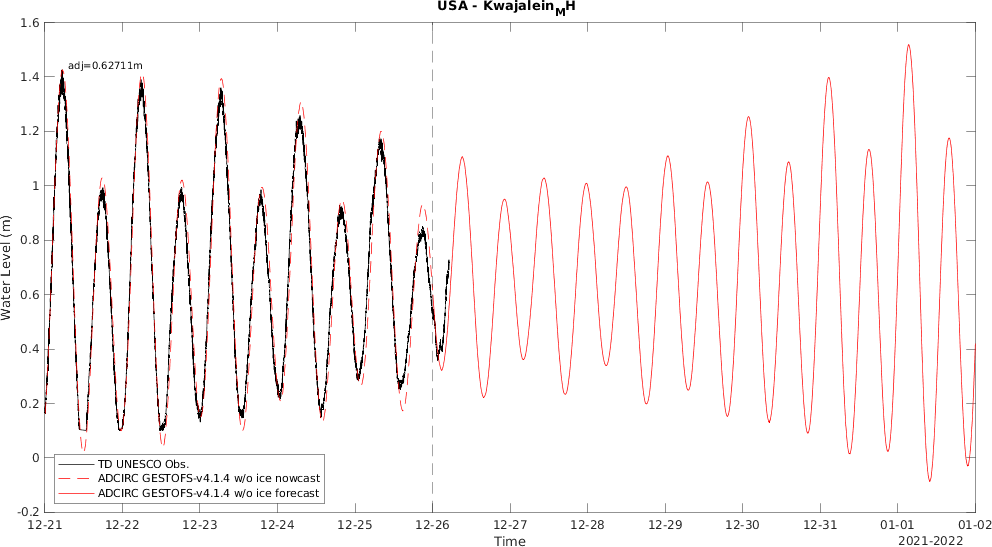 USA - Kwajalein_MH
adj=0.62711m
Water Level (m)
1.6
1.4
1.2
1
0.8
0.6
0.4
0.2
0
-0.2
TD UNESCO Obs.
ADCIRC GESTOFS-v4.1.4 w/o ice nowcast
ADCIRC GESTOFS-v4.1.4 w/o ice forecast
12-21 12-22 12-23 12-24 12-25 12-26 12-27 12-28 12-29 12-30 12-31 01-01 01-02
Time
2021-2022